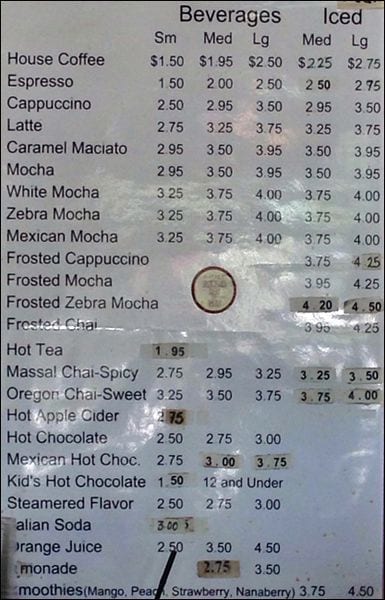 Beverages Iced
Sm Med Lg Med Lg
House Coffee $1.50 $1.95 $2.50 $2.25 $2.75
Espresso 1.50 2.00 2.50 2.50 2.75
Cappuccino 2.50 2.95 3.50 2.95 3.50
Latte 2.75 3.25 3.75 3.25 3.75
Caramel Maciato 2.95 3.50 3.95 3.50 3.95
Mocha 2.95 3.50 3.95 3.50 3.95
White Mocha 3.25 3.75 4.00 3.75 4.00
Zebra Mocha 3.25 3.75 4.00 3.75 4.00
Mexican Mocha 3.25 3.75 4.00 3.75 4.00
Frosted Cappuccino 3.75 4.25
Frosted Mocha 3.95 4.25
Frosted Zebra Mocha 4.20 4.50
Frosted Chai 3.95 4.25
Hot Tea 1.95
Massal Chai-Spicy 2.75 2.95 3.25 3.25 3.50
Oregon Chai-Sweet 3.25 3.50 3.75 3.75 4.00
Hot Apple Cider 2.75
Hot Chocolate 2.50 2.75 3.00
Mexican Hot Choc. 2.75 3.00 3.75
Kid's Hot Chocolate 1.50 12 and Under
Steamered Flavor 2.50 2.75 3.00
alian Soda 3.00
range Juice 2.50 3.50 4.50
monade 2.75 3.50
moothies (Mango, Peach, Strawberry, Nanaberry) 3.75 4.50